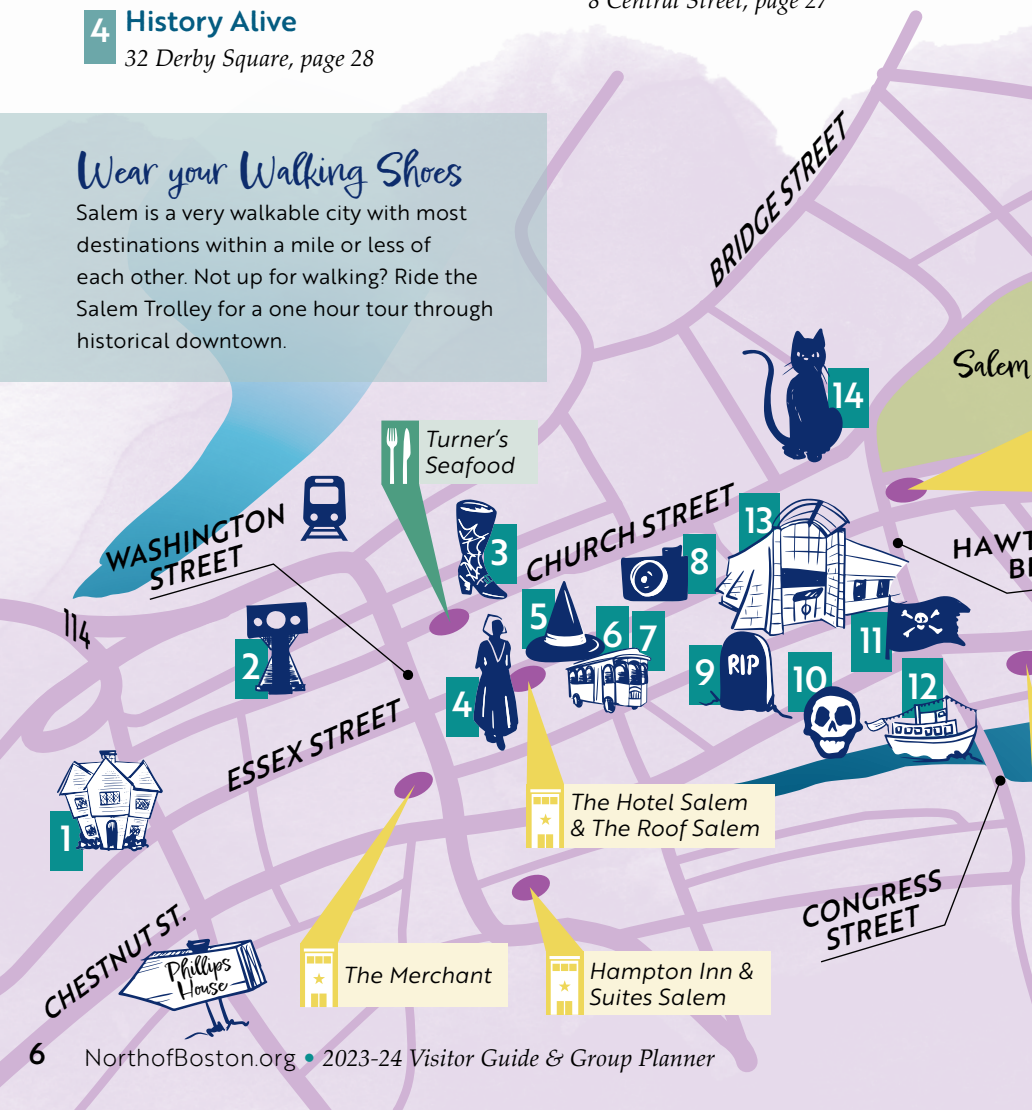 8 Central Street, page 27
4 History Alive
32 Derby Square, page 28
Wear your Walking Shoes
Salem is a very walkable city with most
destinations within a mile or less of
each other. Not up for walking? Ride the
Salem Trolley for a one hour tour through
historical downtown.
BRIDGE STREET
Salem
14
Turner's
Seafood
WASHINGTON
STREET
3
CHURCH STREET
13
8
HAWT
114
5
6
7
11
2
9
RIP
10
12
4
ESSEX STREET
1
The Hotel Salem
& The Roof Salem
CONGRESS
STREET
CHESTNUT ST.
Phillips
House
The Merchant
Hampton Inn &
Suites Salem
6 NorthofBoston.org • 2023-24 Visitor Guide & Group Planner